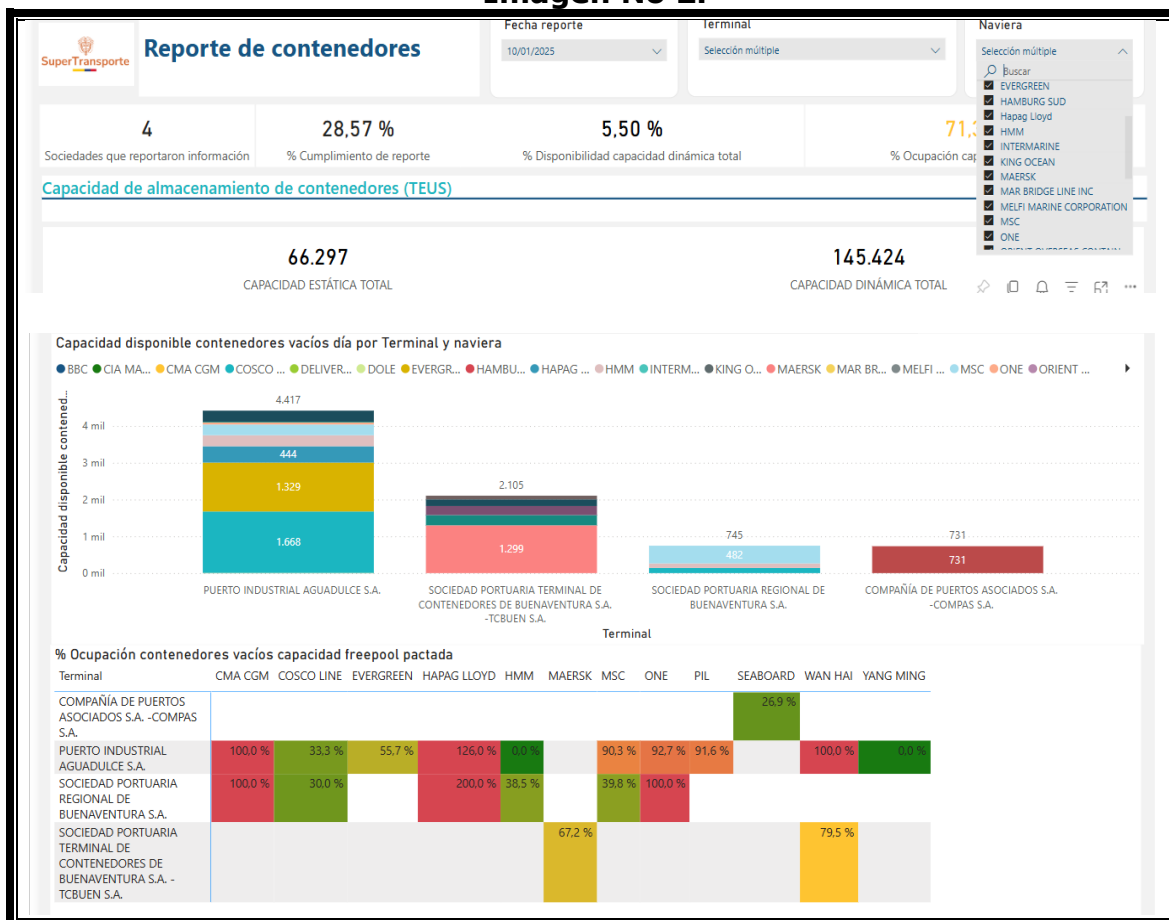 Imagen No 2.
SuperTransporte
Reporte de contenedores
Fecha reporte
10/01/2025
Terminal
Selección múltiple
Naviera
Selección múltiple
Buscar
EVERGREEN
HAMBURG SUD
Hapag Lloyd
HMM
INTERMARINE
KING OCEAN
MAERSK
MAR BRIDGE LINE INC
MELFI MARINE CORPORATION
MSC
ONE
4
Sociedades que reportaron información
28,57 %
% Cumplimiento de reporte
5,50 %
% Disponibilidad capacidad dinámica total
% Ocupación
Capacidad de almacenamiento de contenedores (TEUS)
66.297
CAPACIDAD ESTÁTICA TOTAL
145.424
CAPACIDAD DINÁMICA TOTAL
Capacidad disponible contenedores vacíos día por Terminal y naviera
BBC CIA MA... CMA CGM COSCO ... DELIVER... DOLE EVERGR... HAMBU... HAPAG ... HMM INTERM... KING O... MAERSK MAR BR... MELFI ... MSC ONE ORIENT ...
Capacidad disponible contened...
4 mil
3 mil
2 mil
1 mil
0 mil
4.417
444
1.329
1.668
2.105
1.299
745
482
731
731
PUERTO INDUSTRIAL AGUADULCE S.A.
SOCIEDAD PORTUARIA TERMINAL DE
CONTENEDORES DE BUENAVENTURA S.A.
-TCBUEN S.A.
SOCIEDAD PORTUARIA REGIONAL DE
BUENAVENTURA S.A.
COMPAÑÍA DE PUERTOS ASOCIADOS S.A.
-COMPAS S.A.
Terminal
% Ocupación contenedores vacíos capacidad freepool pactada
Terminal CMA CGM COSCO LINE EVERGREEN HAPAG LLOYD HMM MAERSK MSC ONE PIL SEABOARD WAN HAI YANG MING
COMPAÑÍA DE PUERTOS
ASOCIADOS S.A. -COMPAS
S.A.
26,9 %
PUERTO INDUSTRIAL
AGUADULCE S.A.
100,0 % 33,3 % 55,7 % 126,0 % 0,0 % 90,3 % 92,7 % 91,6 % 100,0 % 0,0 %
SOCIEDAD PORTUARIA
REGIONAL DE
BUENAVENTURA S.A.
100,0 % 30,0 % 200,0 % 38,5 % 39,8 % 100,0 %
SOCIEDAD PORTUARIA
TERMINAL DE
CONTENEDORES DE
BUENAVENTURA S.A. -
TCBUEN S.A.
67,2 % 79,5 %